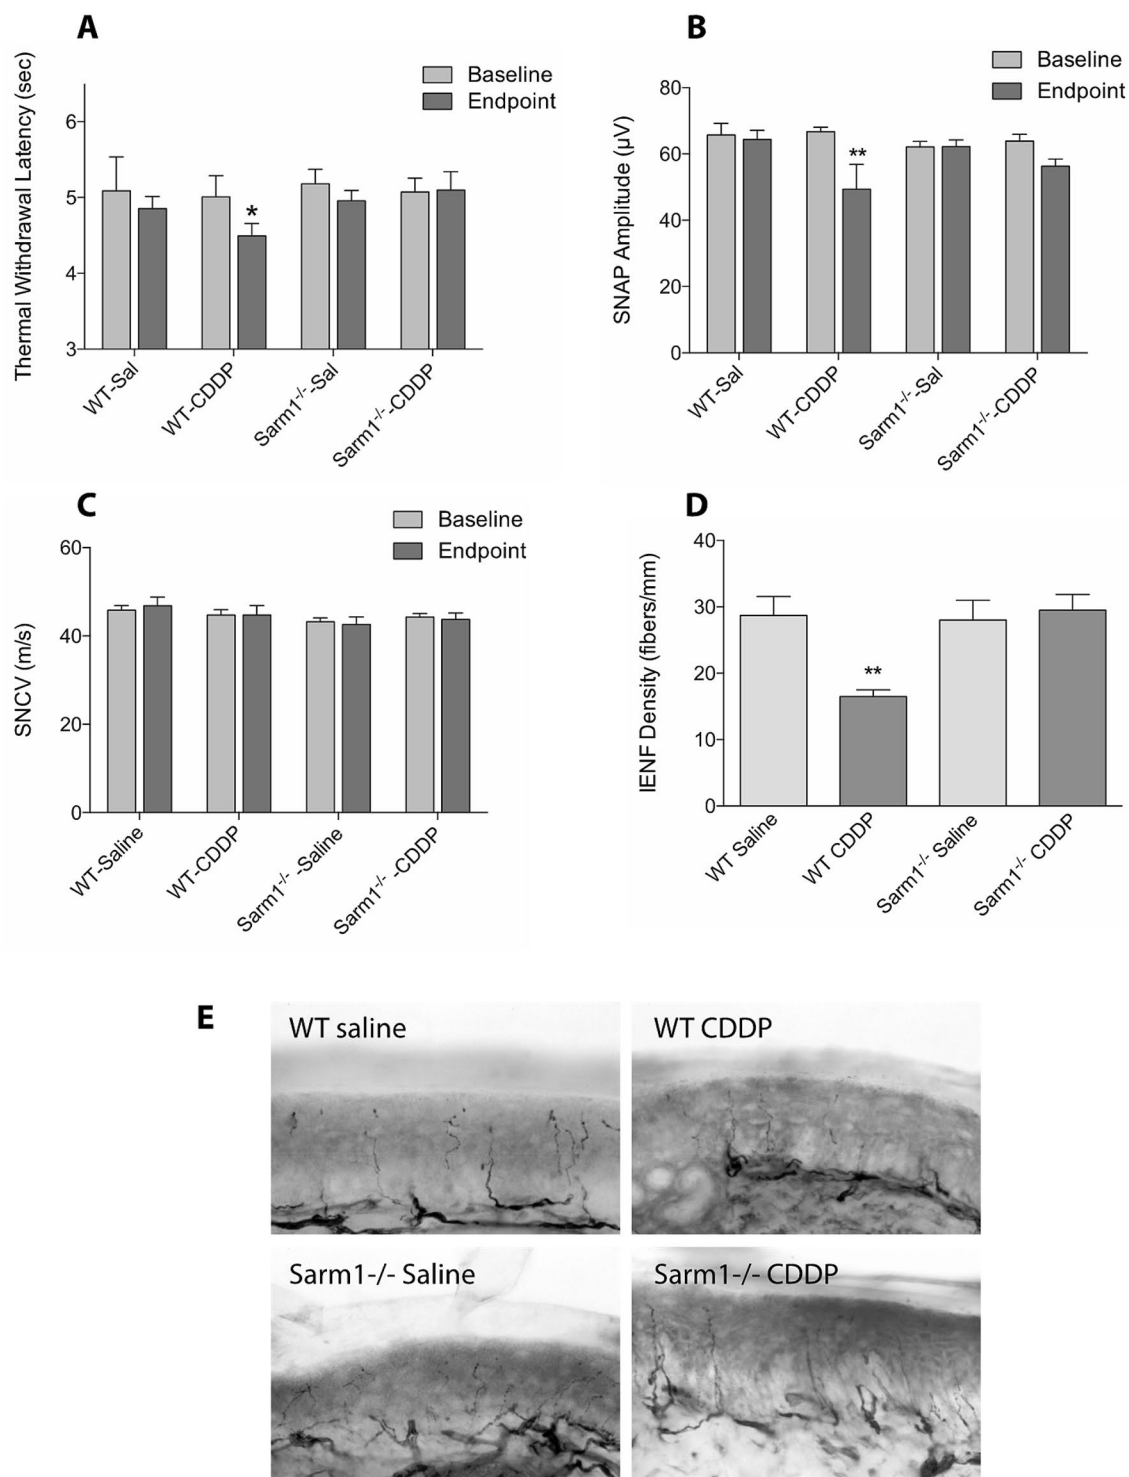 A
Thermal Withdrawal Latency (sec)
Baseline
Endpoint
6
5
4
3
*
WT-Sal
WT-CDDP
Sarm1⁻/⁻-Sal
Sarm1⁻/⁻-CDDP
B
SNAP Amplitude (µV)
Baseline
Endpoint
80
60
40
20
0
**
WT-Sal
WT-CDDP
Sarm1⁻/⁻-Sal
Sarm1⁻/⁻-CDDP
C
SNCV (m/s)
Baseline
Endpoint
60
40
20
0
WT-Saline
WT-CDDP
Sarm1⁻/⁻ -Saline
Sarm1⁻/⁻ -CDDP
D
IENF Density (fibers/mm)
40
30
20
10
0
**
WT Saline
WT CDDP
Sarm1⁻/⁻ Saline
Sarm1⁻/⁻ CDDP
E
WT saline
WT CDDP
Sarm1-/- Saline
Sarm1-/- CDDP